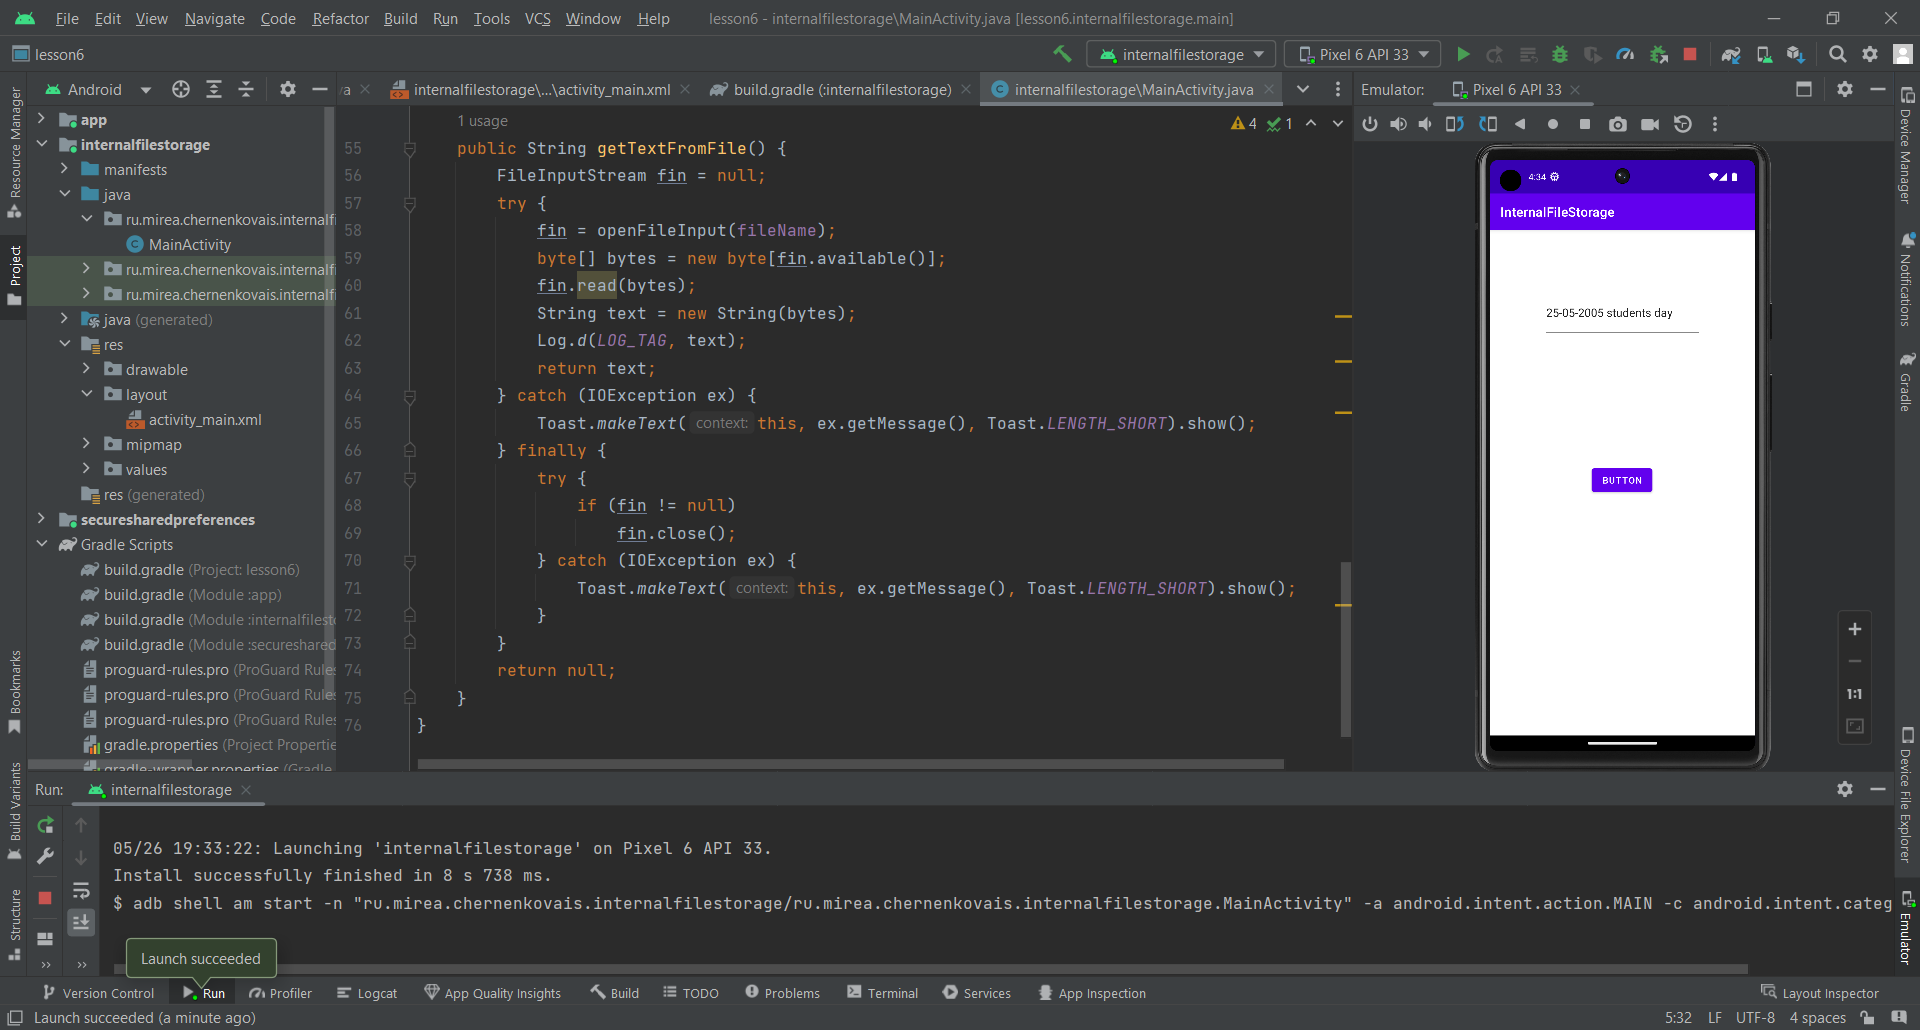 File Edit View Navigate Code Refactor Build Run Tools VCS Window Help lesson6 - internalfilestorage\MainActivity.java [lesson6.internalfilestorage.main]
lesson6 internalfilestorage Pixel 6 API 33
Android a internalfilestorage\...\activity_main.xml build.gradle (:internalfilestorage) internalfilestorage\MainActivity.java Emulator: Pixel 6 API 33
Resource Manager
Project
Bookmarks
Build Variants
Structure
app
internalfilestorage
manifests
java
ru.mirea.chernenkovais.internalfi
MainActivity
ru.mirea.chernenkovais.internalfi
ru.mirea.chernenkovais.internalfi
java (generated)
res
drawable
layout
activity_main.xml
mipmap
values
res (generated)
securesharedpreferences
Gradle Scripts
build.gradle (Project: lesson6)
build.gradle (Module :app)
build.gradle (Module :internalfilesto
build.gradle (Module :secureshared
proguard-rules.pro (ProGuard Rules
proguard-rules.pro (ProGuard Rules
proguard-rules.pro (ProGuard Rules
gradle.properties (Project Propertie
gradle-wrapper.properties (Gradle
1 usage 4 1
55 public String getTextFromFile() {
56 FileInputStream fin = null;
57 try {
58 fin = openFileInput(fileName);
59 byte[] bytes = new byte[fin.available()];
60 fin.read(bytes);
61 String text = new String(bytes);
62 Log.d(LOG_TAG, text);
63 return text;
64 } catch (IOException ex) {
65 Toast.makeText( context: this, ex.getMessage(), Toast.LENGTH_SHORT).show();
66 } finally {
67 try {
68 if (fin != null)
69 fin.close();
70 } catch (IOException ex) {
71 Toast.makeText( context: this, ex.getMessage(), Toast.LENGTH_SHORT).show();
72 }
73 }
74 return null;
75 }
76 }
4:34
InternalFileStorage
25-05-2005 students day
BUTTON
1:1
Device Manager
Notifications
Gradle
Device File Explorer
Emulator
Run: internalfilestorage
05/26 19:33:22: Launching 'internalfilestorage' on Pixel 6 API 33.
Install successfully finished in 8 s 738 ms.
$ adb shell am start -n "ru.mirea.chernenkovais.internalfilestorage/ru.mirea.chernenkovais.internalfilestorage.MainActivity" -a android.intent.action.MAIN -c android.intent.categ
Launch succeeded
Version Control Run Profiler Logcat App Quality Insights Build TODO Problems Terminal Services App Inspection Layout Inspector
Launch succeeded (a minute ago) 5:32 LF UTF-8 4 spaces